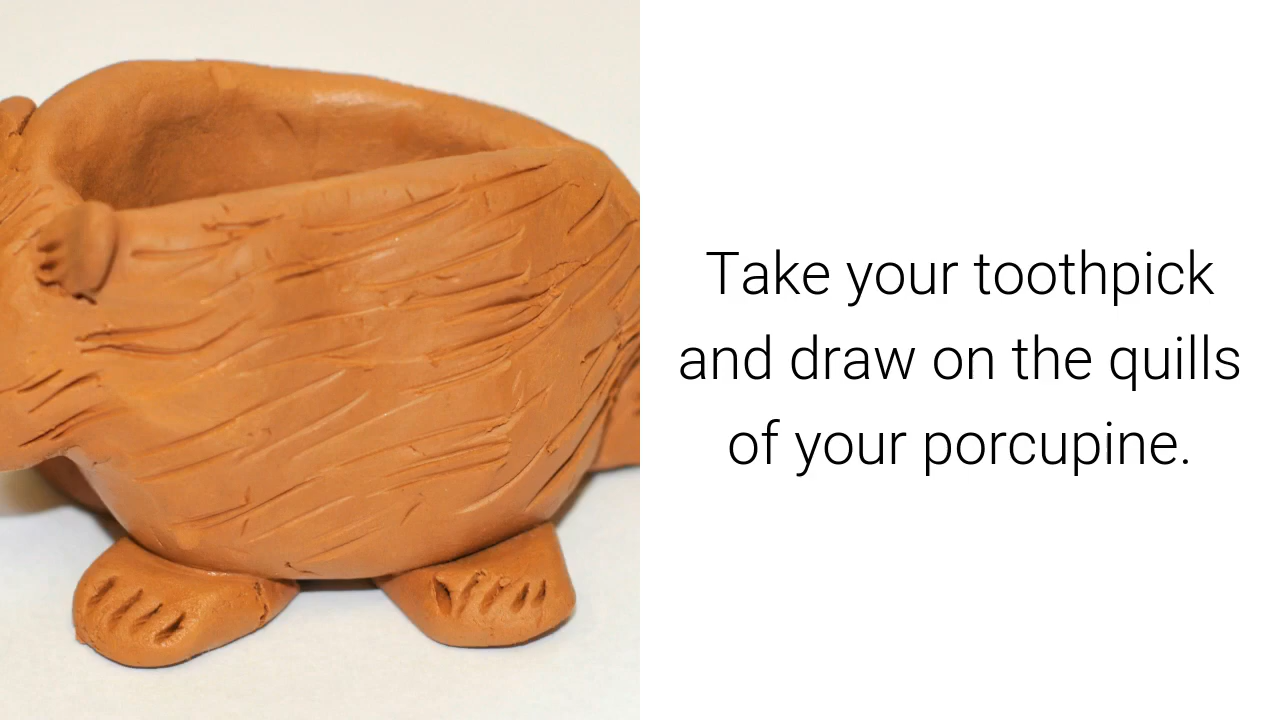 Take your toothpick
and draw on the quills
of your porcupine.